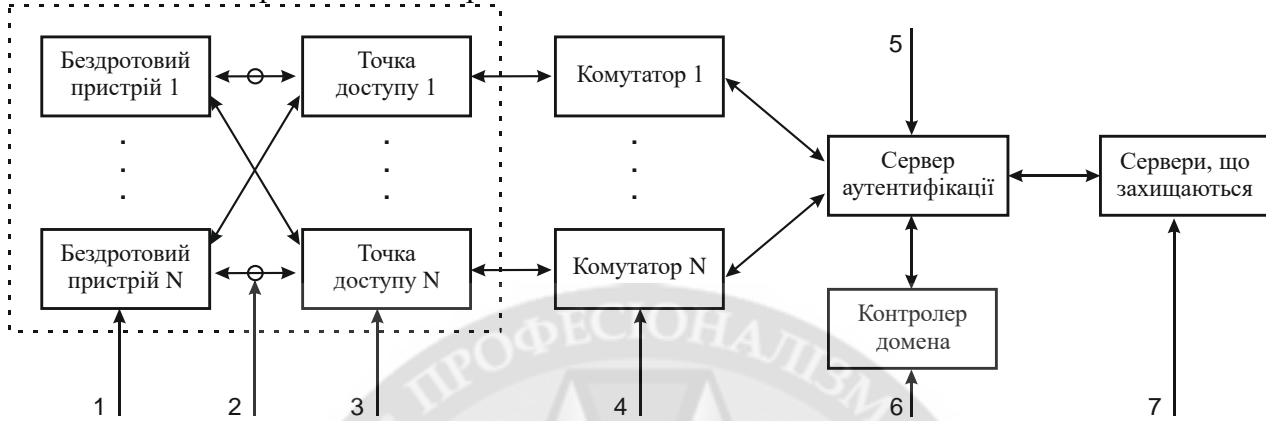 Бездротовий
пристрій 1
Точка
доступу 1
Комутатор 1
5
Сервер
аутентифікації
Сервери, що
захищаються
Бездротовий
пристрій N
Точка
доступу N
Комутатор N
Контролер
домена
1
2
3
4
6
7
ПРОФЕСІОНАЛІЗМ